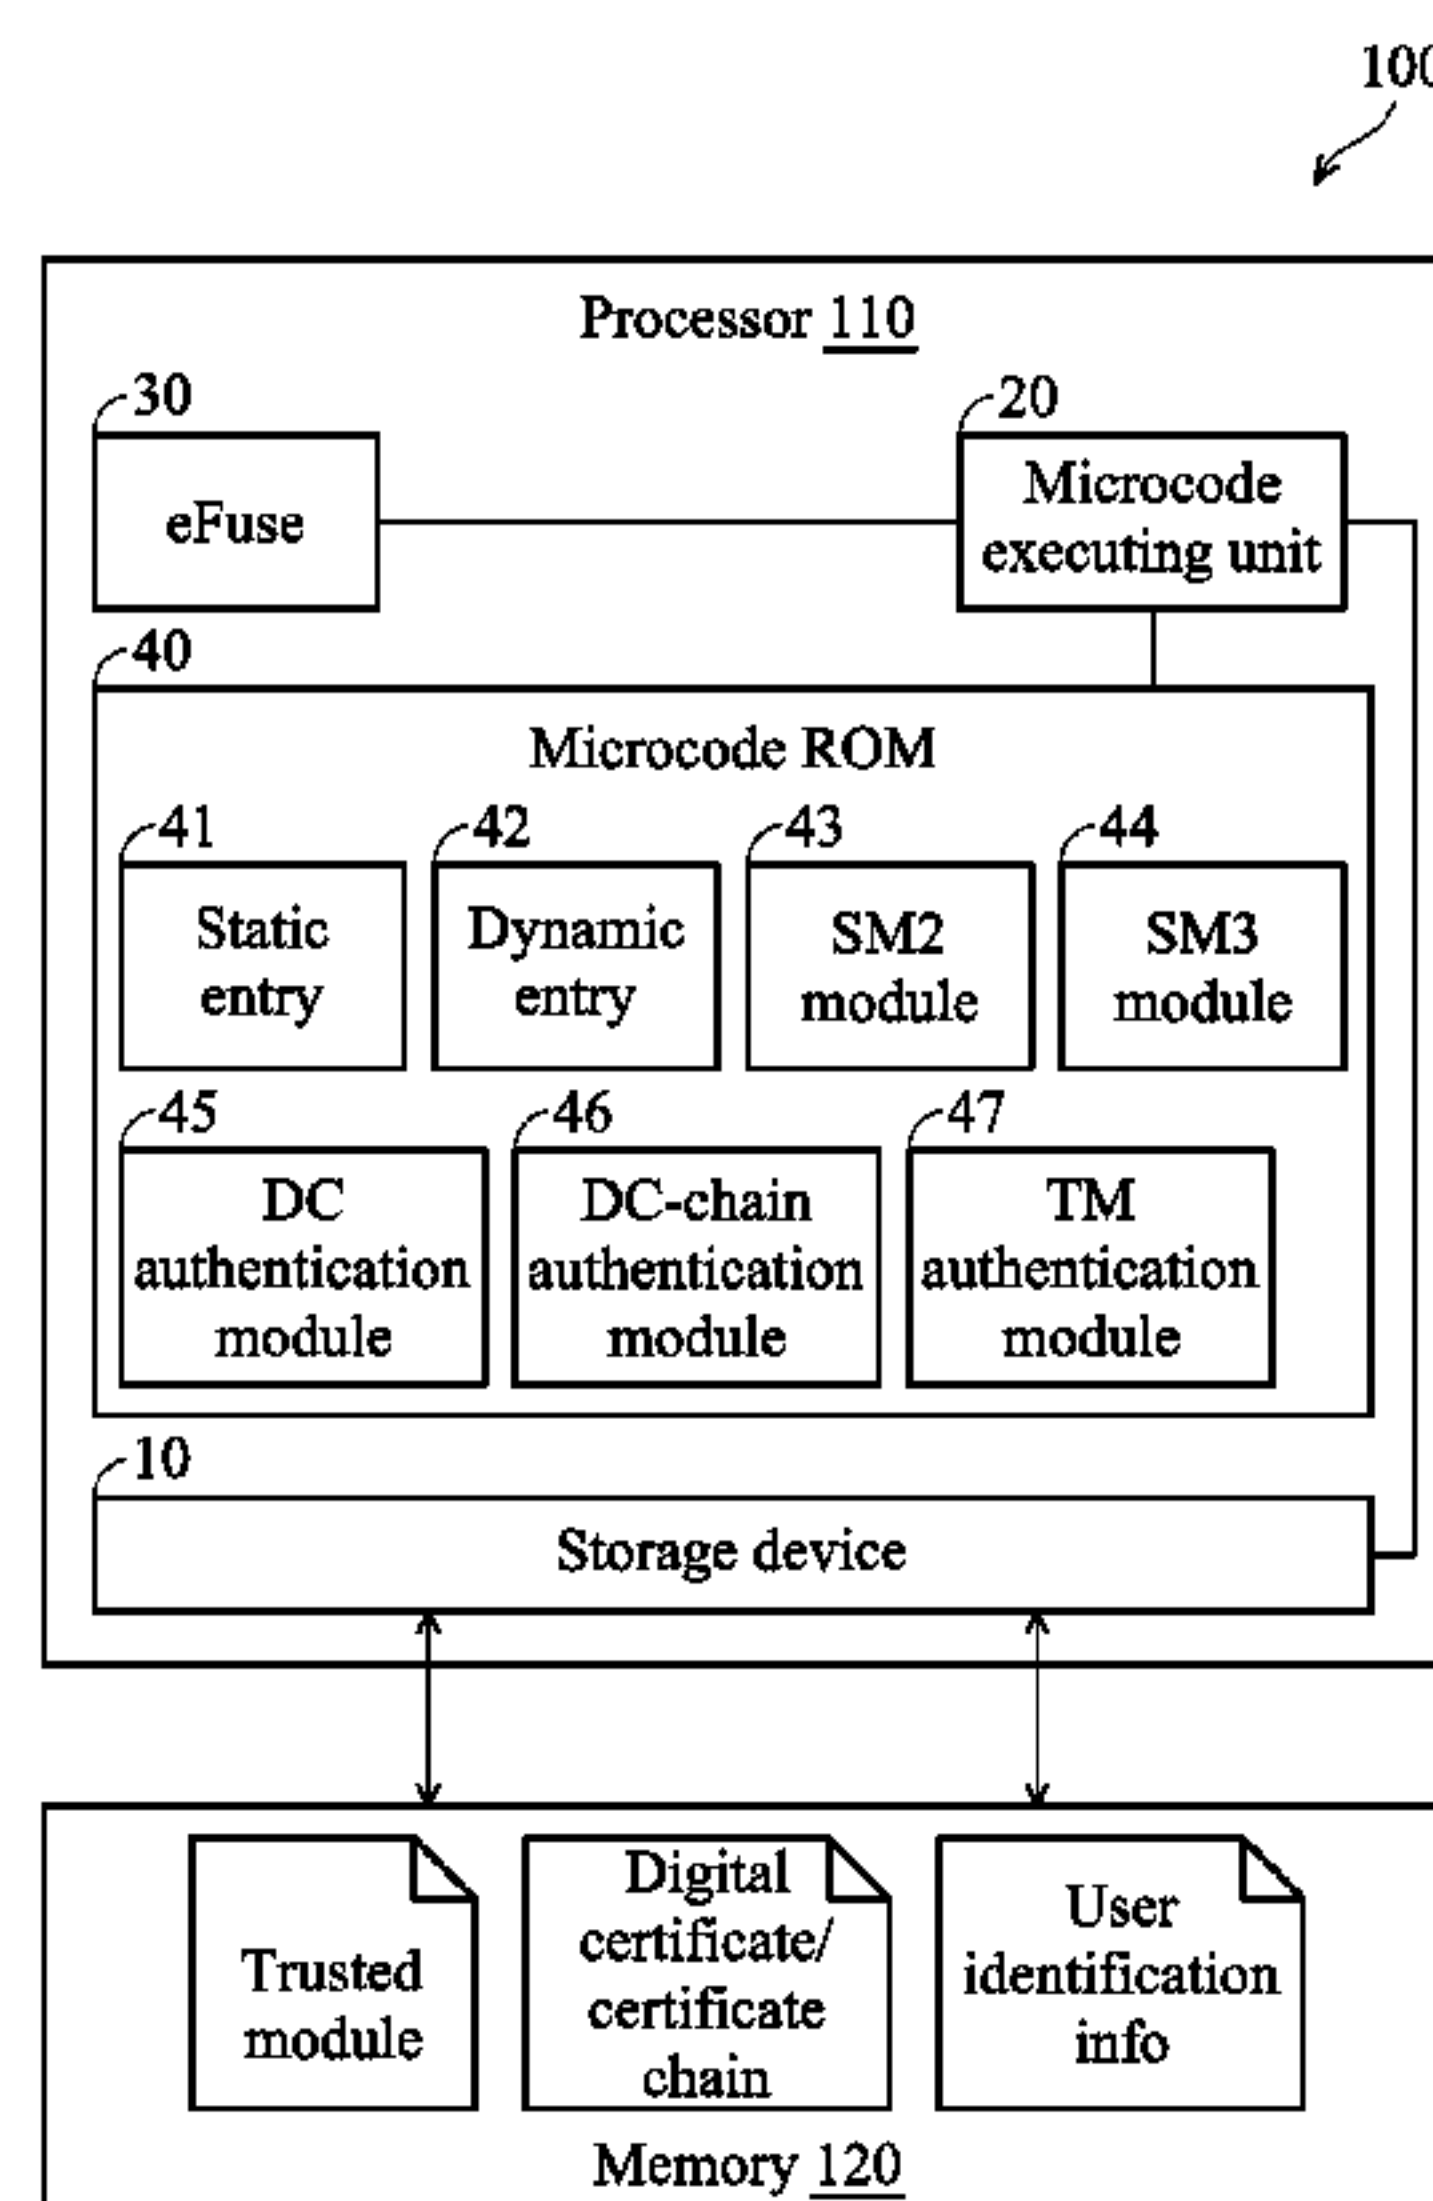 100
Processor 110
30
20
eFuse
Microcode
executing unit
40
Microcode ROM
41
42
43
44
Static
entry
Dynamic
entry
SM2
module
SM3
module
45
46
47
DC
authentication
module
DC-chain
authentication
module
TM
authentication
module
10
Storage device
Trusted
module
Digital
certificate/
certificate
chain
User
identification
info
Memory 120